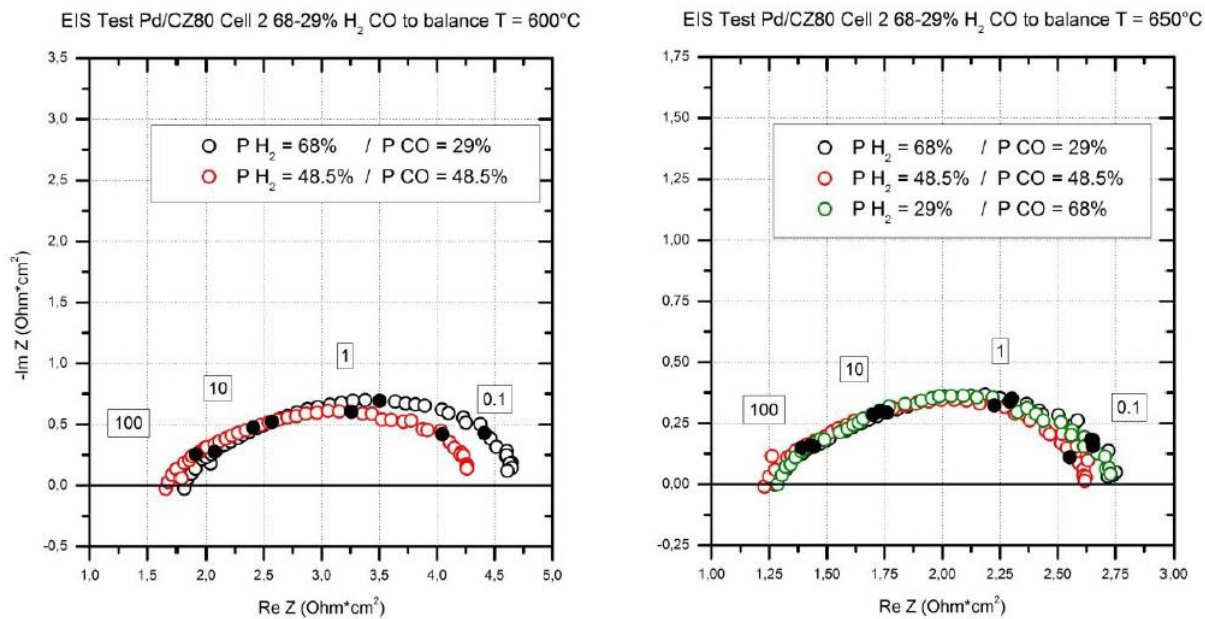 EIS Test Pd/CZ80 Cell 2 68-29% H₂ CO to balance T = 600°C
3,5
3,0
2,5
2,0
1,5
1,0
0,5
0,0
-0,5
-Im Z (Ohm*cm²)
P H₂ = 68% / P CO = 29%
P H₂ = 48.5% / P CO = 48.5%
100
10
1
0.1
1,0 1,5 2,0 2,5 3,0 3,5 4,0 4,5 5,0
Re Z (Ohm*cm²)
EIS Test Pd/CZ80 Cell 2 68-29% H₂ CO to balance T = 650°C
1,75
1,50
1,25
1,00
0,75
0,50
0,25
0,00
-0,25
P H₂ = 68% / P CO = 29%
P H₂ = 48.5% / P CO = 48.5%
P H₂ = 29% / P CO = 68%
100
10
1
0.1
1,00 1,25 1,50 1,75 2,00 2,25 2,50 2,75 3,00
Re Z (Ohm*cm²)